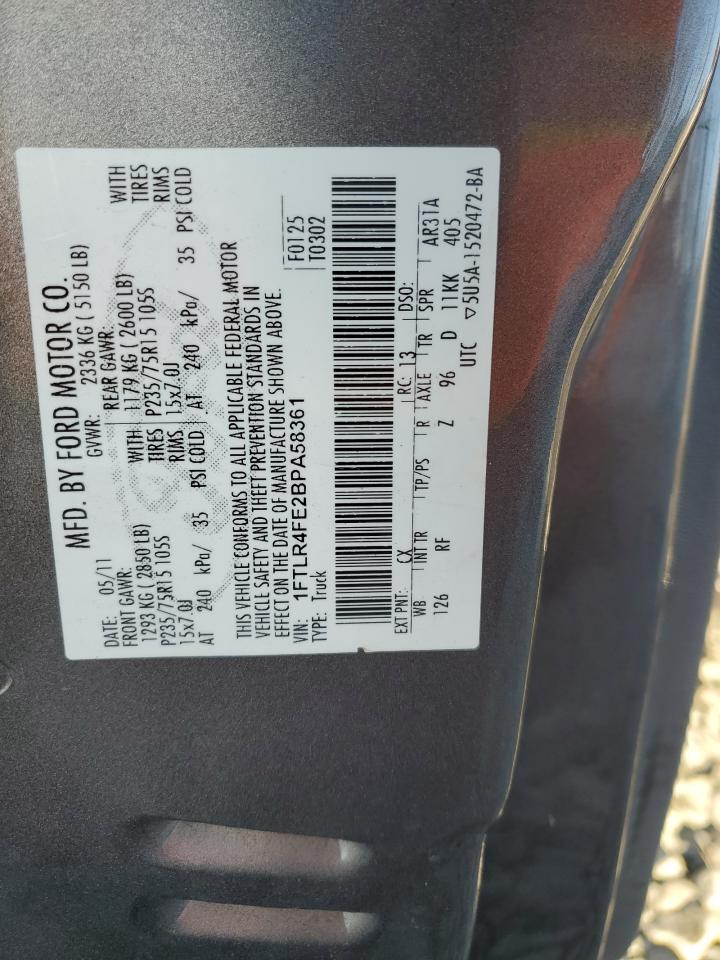 MFD. BY FORD MOTOR CO.
DATE: 05/11 GVWR: 2336 KG ( 5150 LB)
FRONT GAWR: REAR GAWR:
1293 KG ( 2850 LB) WITH 1179 KG ( 2600 LB) WITH
P235/75R15 105S TIRES P235/75R15 105S TIRES
15x7.0J RIMS 15x7.0J RIMS
AT 240 kPa/ 35 PSI COLD AT 240 kPa/ 35 PSI COLD
THIS VEHICLE CONFORMS TO ALL APPLICABLE FEDERAL MOTOR
VEHICLE SAFETY AND THEFT PREVENTION STANDARDS IN
EFFECT ON THE DATE OF MANUFACTURE SHOWN ABOVE.
VIN: 1FTLR4FE2BPA58361 F0125
TYPE: Truck T0302
EXT PNT: CX RC: 13 DSO:
WB INT TR TP/PS R AXLE TR SPR AR31A
126 RF Z 96 D 11KK 405
UTC ▽5U5A-1520472-BA